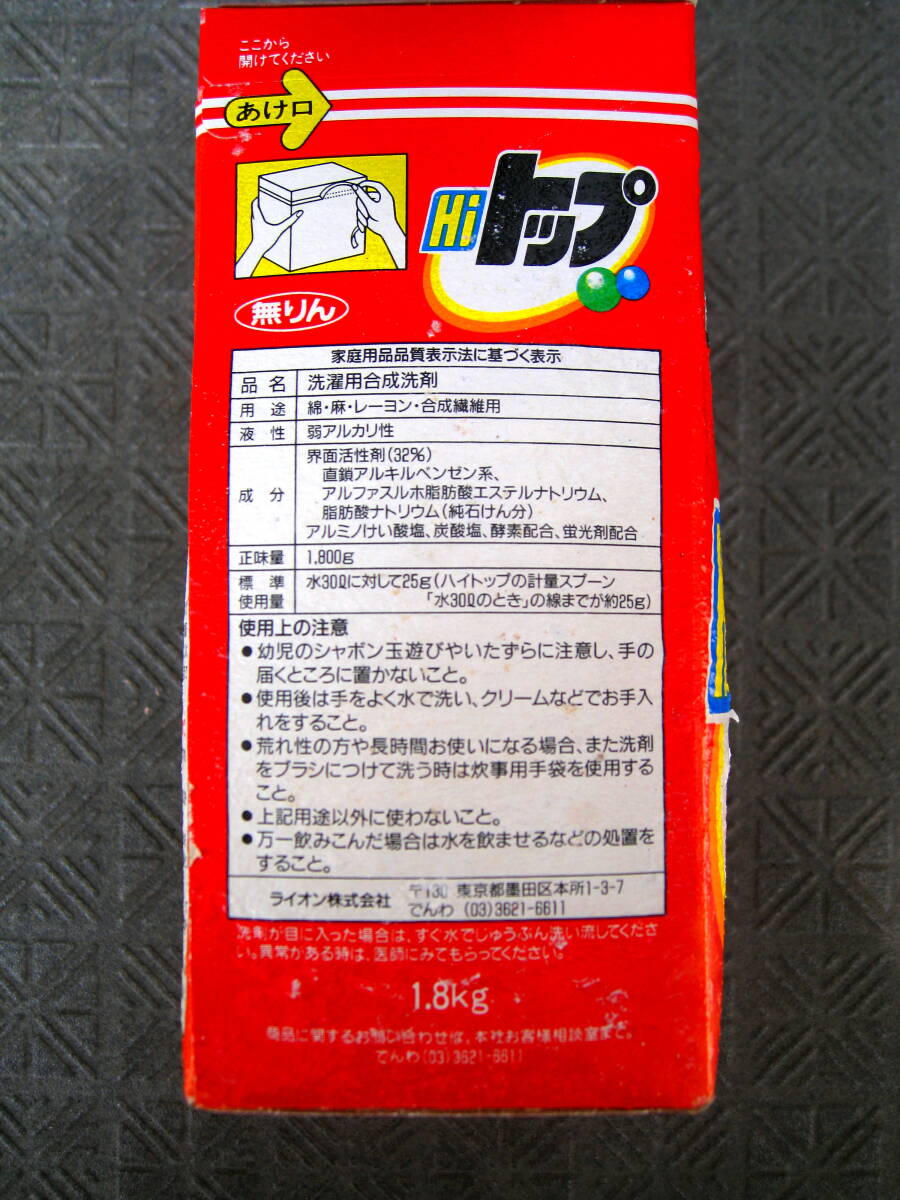 ここから
開けてください
あけ口
Hiトップ
無りん
家庭用品品質表示法に基づく表示
品名 洗濯用合成洗剤
用途 綿・麻・レーヨン・合成繊維用
液性 弱アルカリ性
成分 界面活性剤(32%)
直鎖アルキルベンゼン系、
アルファスルホ脂肪酸エステルナトリウム、
脂肪酸ナトリウム(純石けん分)
アルミノけい酸塩、炭酸塩、酵素配合、蛍光剤配合
正味量 1,800g
標準使用量 水30ℓに対して25g(ハイトップの計量スプーン
「水30ℓのとき」の線までが約25g)
使用上の注意
●幼児のシャボン玉遊びやいたずらに注意し、手の
届くところに置かないこと。
●使用後は手をよく水で洗い、クリームなどでお手入
れをすること。
●荒れ性の方や長時間お使いになる場合、また洗剤
をブラシにつけて洗う時は炊事用手袋を使用する
こと。
●上記用途以外に使わないこと。
●万一飲みこんだ場合は水を飲ませるなどの処置を
すること。
ライオン株式会社 〒130 東京都墨田区本所1-3-7
でんわ (03)3621-6611
洗剤が目に入った場合は、すぐ水でじゅうぶん洗い流してくださ
い。異常がある時は、医師にみてもらってください。
1.8kg
商品に関するお問い合わせは、本社お客様相談室まで。
でんわ(03)3621-6611